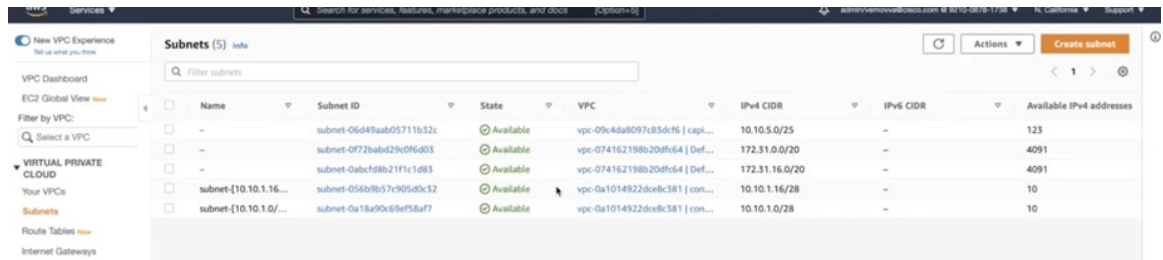 aws Services ▼ Search for services, features, marketplace products, and docs [Option+S] N. California ▼ Support ▼
New VPC Experience
Tell us what you think
VPC Dashboard
EC2 Global View New
Filter by VPC:
Select a VPC
VIRTUAL PRIVATE CLOUD
Your VPCs
Subnets
Route Tables New
Internet Gateways
Subnets (5) Info
Actions ▼ Create subnet
Filter subnets
< 1 >
Name Subnet ID State VPC IPv4 CIDR IPv6 CIDR Available IPv4 addresses
– subnet-06d49aab05711b32c Available vpc-09c4da8097c83dcf6 | capi... 10.10.5.0/25 – 123
– subnet-0f72babd29c0f6d03 Available vpc-074162198b20dfc64 | Def... 172.31.0.0/20 – 4091
– subnet-0abcfd8b21f1c1d83 Available vpc-074162198b20dfc64 | Def... 172.31.16.0/20 – 4091
subnet-[10.10.1.16... subnet-056b9b57c905d0c32 Available vpc-0a1014922dce8c381 | con... 10.10.1.16/28 – 10
subnet-[10.10.1.0/... subnet-0a18a90c69ef58af7 Available vpc-0a1014922dce8c381 | con... 10.10.1.0/28 – 10